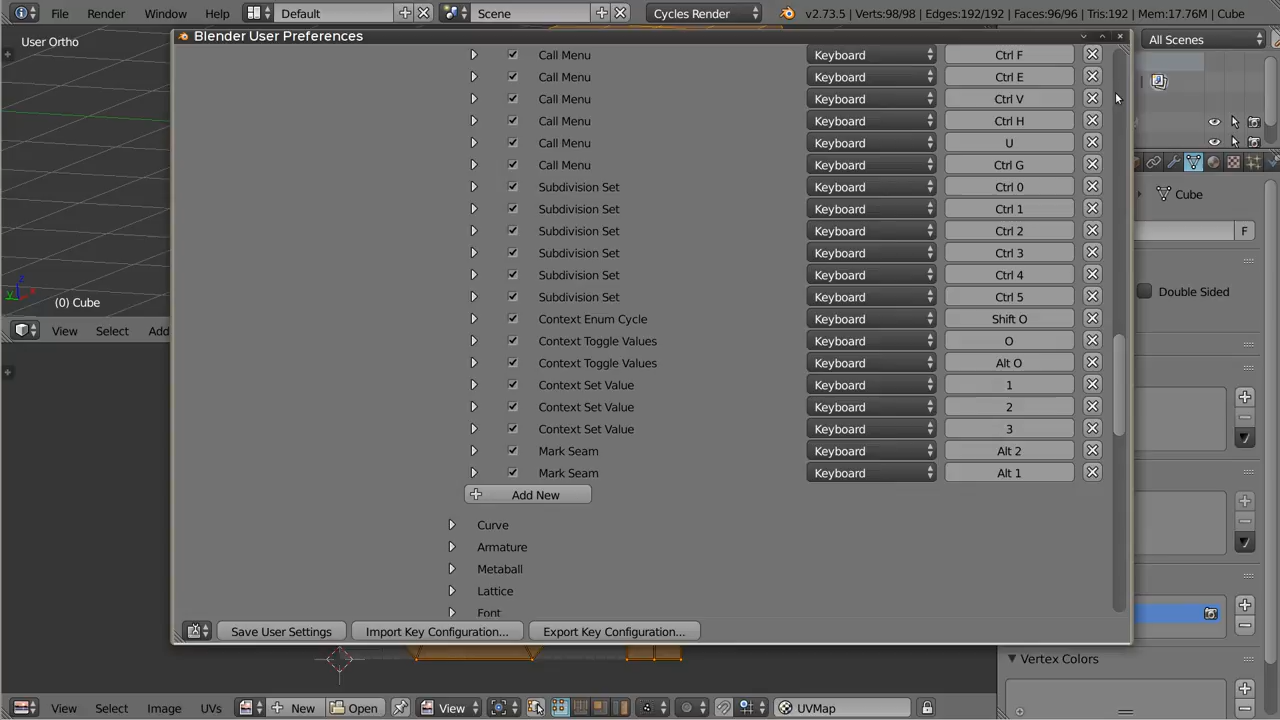 File Render Window Help Default Scene Cycles Render v2.73.5 | Verts:98/98 | Edges:192/192 | Faces:96/96 | Tris:192 | Mem:17.76M | Cube
Blender User Preferences
User Ortho All Scenes
Call Menu Keyboard Ctrl F
Call Menu Keyboard Ctrl E
Call Menu Keyboard Ctrl V
Call Menu Keyboard Ctrl H
Call Menu Keyboard U
Call Menu Keyboard Ctrl G
Subdivision Set Keyboard Ctrl 0
Cube
Subdivision Set Keyboard Ctrl 1
Subdivision Set Keyboard Ctrl 2
F
Subdivision Set Keyboard Ctrl 3
Subdivision Set Keyboard Ctrl 4
Double Sided
Subdivision Set Keyboard Ctrl 5
(0) Cube
Context Enum Cycle Keyboard Shift O
View Select Add
Context Toggle Values Keyboard O
Context Toggle Values Keyboard Alt O
Context Set Value Keyboard 1
Context Set Value Keyboard 2
Context Set Value Keyboard 3
Mark Seam Keyboard Alt 2
Mark Seam Keyboard Alt 1
Add New
Curve
Armature
Metaball
Lattice
Font
Save User Settings Import Key Configuration... Export Key Configuration...
Vertex Colors
View Select Image UVs New Open View UVMap